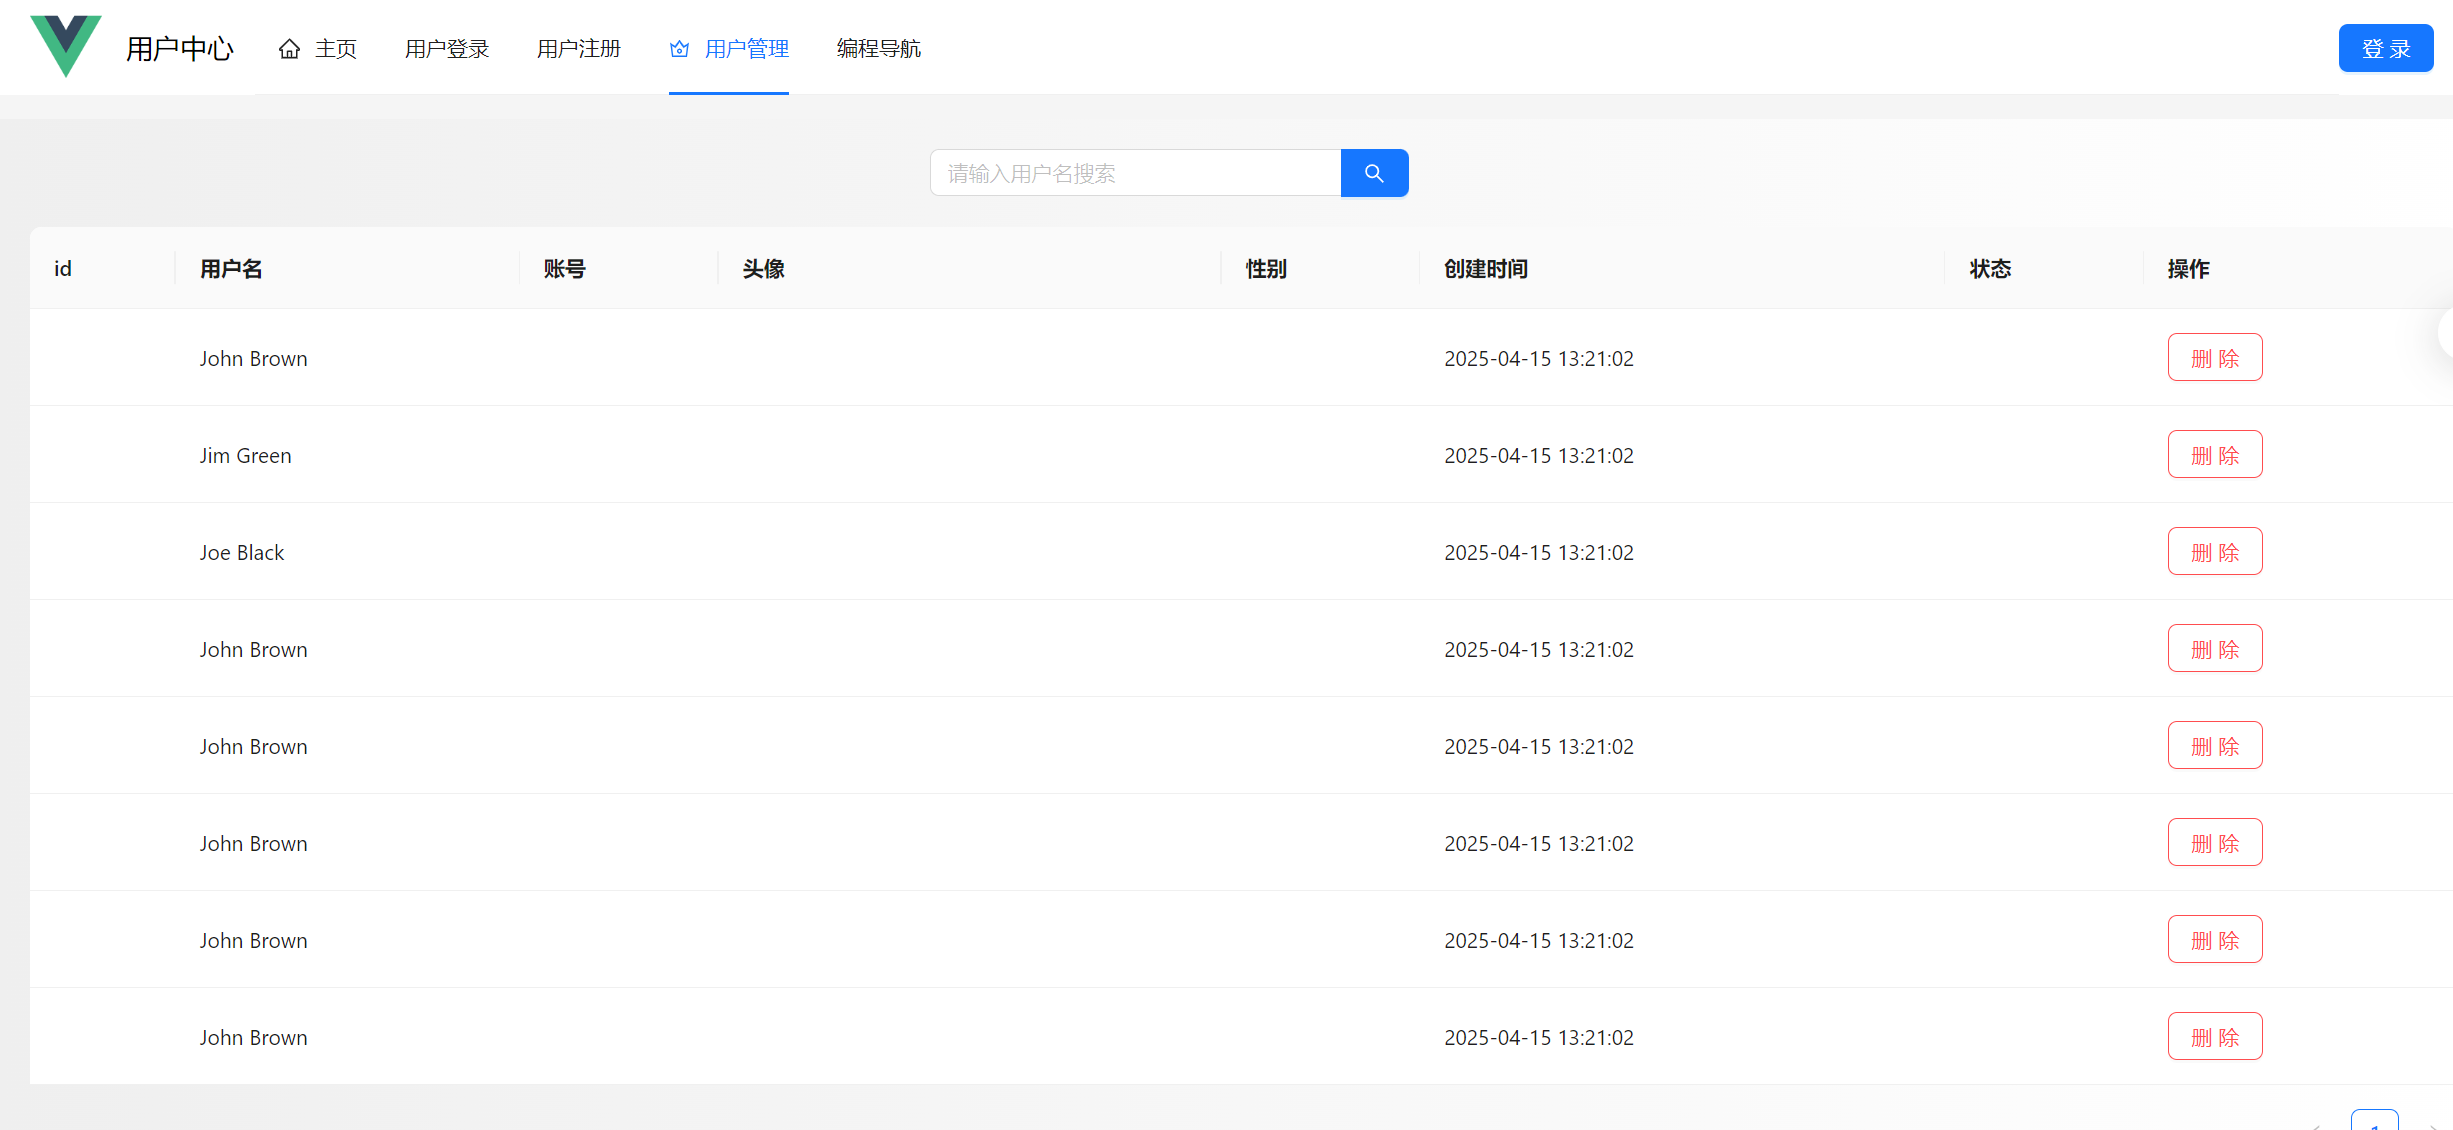 用户中心 主页 用户登录 用户注册 用户管理 编程导航 登 录
请输入用户名搜索
id 用户名 账号 头像 性别 创建时间 状态 操作
John Brown 2025-04-15 13:21:02 删 除
Jim Green 2025-04-15 13:21:02 删 除
Joe Black 2025-04-15 13:21:02 删 除
John Brown 2025-04-15 13:21:02 删 除
John Brown 2025-04-15 13:21:02 删 除
John Brown 2025-04-15 13:21:02 删 除
John Brown 2025-04-15 13:21:02 删 除
John Brown 2025-04-15 13:21:02 删 除